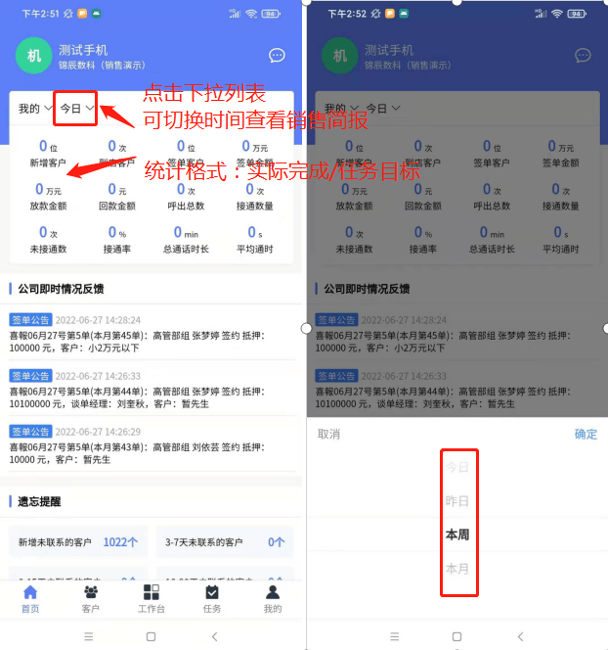 下午2:51
94
机
测试手机
锦辰数科（销售演示）
我的 今日
点击下拉列表
可切换时间查看销售简报
统计格式：实际完成/任务目标
0 位 0 次 0 位 0 万元
新增客户 到店客户 签单客户 签单金额
0 万元 0 元 0 次 0 次
放款金额 回款金额 呼出总数 接通数量
0 次 0 % 0 min 0 s
未接通数 接通率 总通话时长 平均通时
公司即时情况反馈
签单公告 2022-06-27 14:28:24
喜報06月27号第5单(本月第45单)：高管部组 张梦婷 签约 抵押：
100000 元，客户：小2万元以下
签单公告 2022-06-27 14:26:33
喜報06月27号第5单(本月第44单)：高管部组 张梦婷 签约 抵押：
10100000 元，谈单经理：刘奎秋，客户：暂先生
签单公告 2022-06-27 14:26:29
喜報06月27号第5单(本月第43单)：高管部组 刘依芸 签约 抵押：
10000 元，客户：暂先生
遗忘提醒
新增未联系的客户 1022个 3-7天未联系的客户 0个
首页 客户 工作台 任务 我的
下午2:52
94
机
测试手机
锦辰数科（销售演示）
我的 今日
0 位 0 次 0 位 0 万元
新增客户 到店客户 签单客户 签单金额
0 万元 0 元 0 次 0 次
放款金额 回款金额 呼出总数 接通数量
0 次 0 % 0 min 0 s
未接通数 接通率 总通话时长 平均通时
公司即时情况反馈
签单公告 2022-06-27 14:28:24
喜報06月27号第5单(本月第45单)：高管部组 张梦婷 签约 抵押：
100000 元，客户：小2万元以下
签单公告 2022-06-27 14:26:33
喜報06月27号第5单(本月第44单)：高管部组 张梦婷 签约 抵押：
10100000 元，谈单经理：刘奎秋，客户：暂先生
取消 确定
今日
昨日
本周
本月